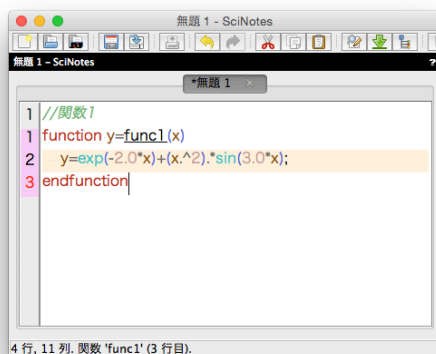 無題 1 - SciNotes
無題 1 - SciNotes
?
*無題 1
1 //関数1
1 function y=func1(x)
2 y=exp(-2.0*x)+(x.^2).*sin(3.0*x);
3 endfunction
4 行, 11 列. 関数 'func1' (3 行目).